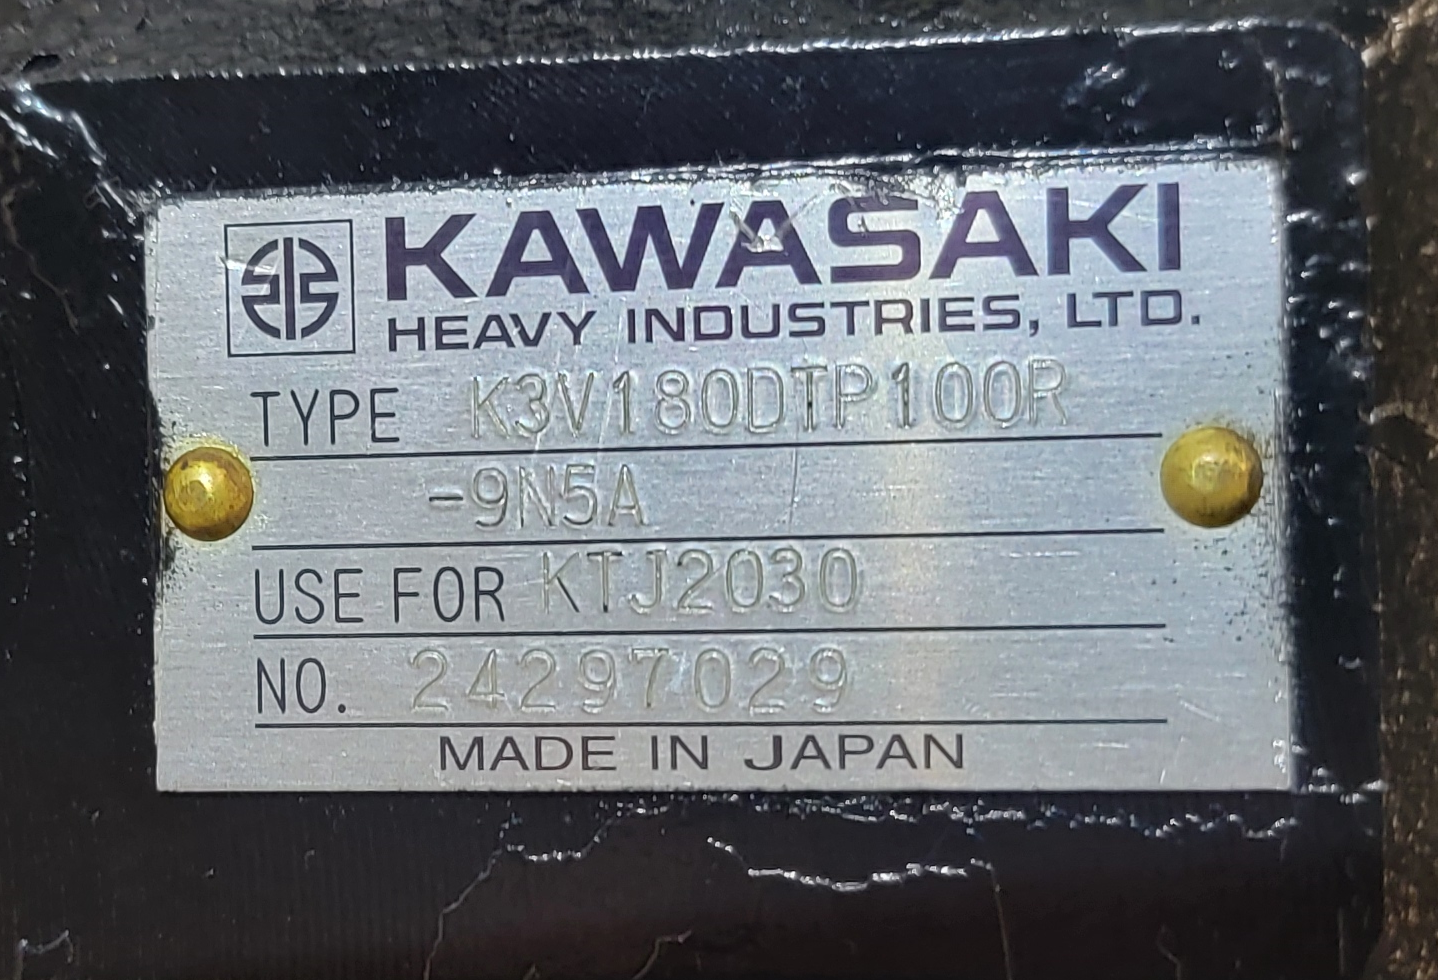 KAWASAKI
HEAVY INDUSTRIES, LTD.
TYPE K3V180DTP100R
-9N5A
USE FOR KTJ2030
NO. 24297029
MADE IN JAPAN